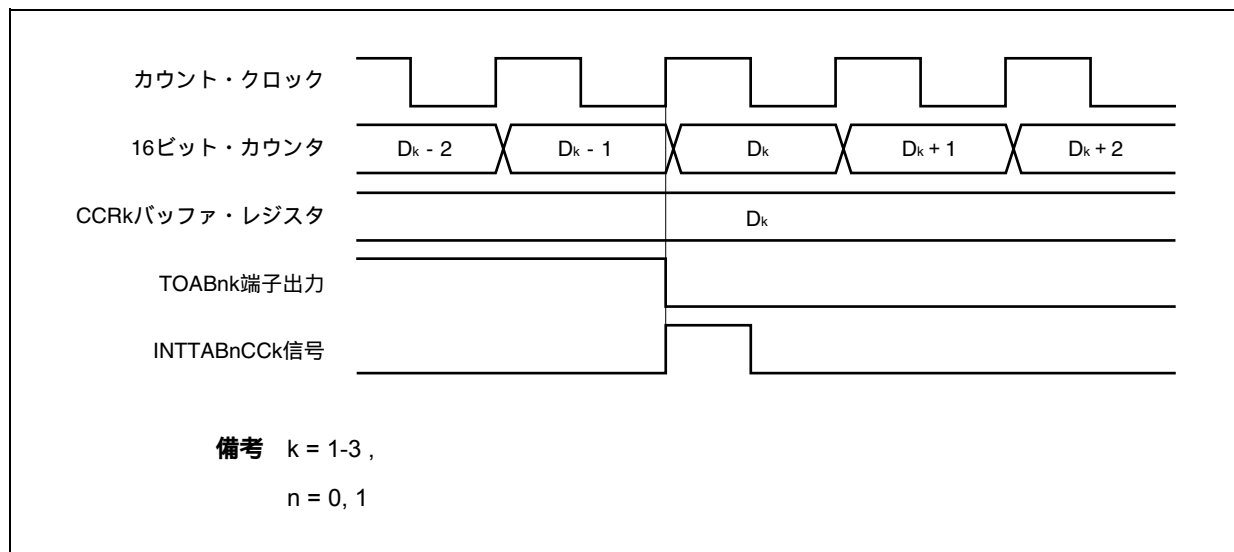 カウント・クロック
16ビット・カウンタ
Dk - 2
Dk - 1
Dk
Dk + 1
Dk + 2
CCRkバッファ・レジスタ
Dk
TOABnk端子出力
INTTABnCCk信号
備考 k = 1-3 ,
n = 0, 1